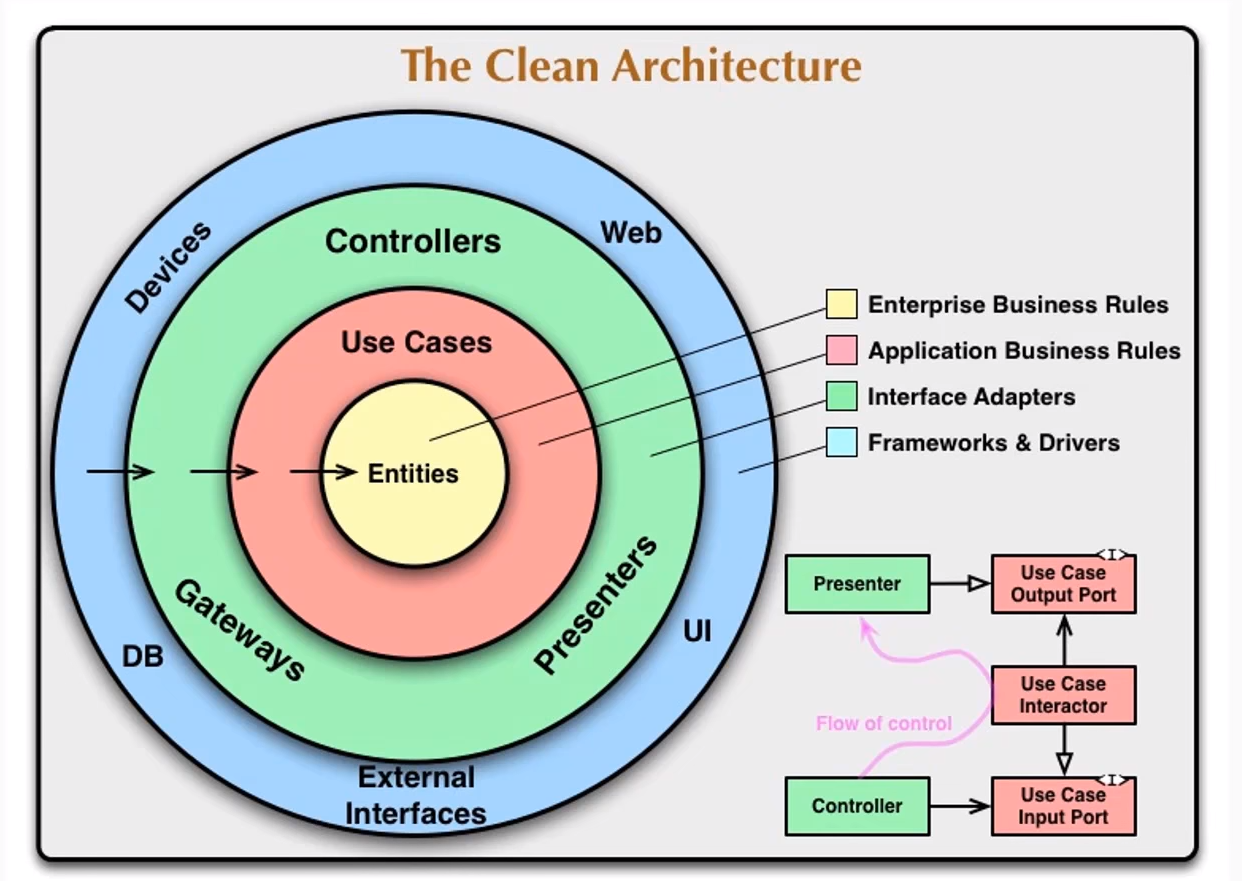 The Clean Architecture
Devices
Controllers
Web
Use Cases
Entities
Gateways
Presenters
DB
UI
External
Interfaces
Enterprise Business Rules
Application Business Rules
Interface Adapters
Frameworks & Drivers
Presenter
<I>
Use Case
Output Port
Use Case
Interactor
Flow of control
Controller
<I>
Use Case
Input Port